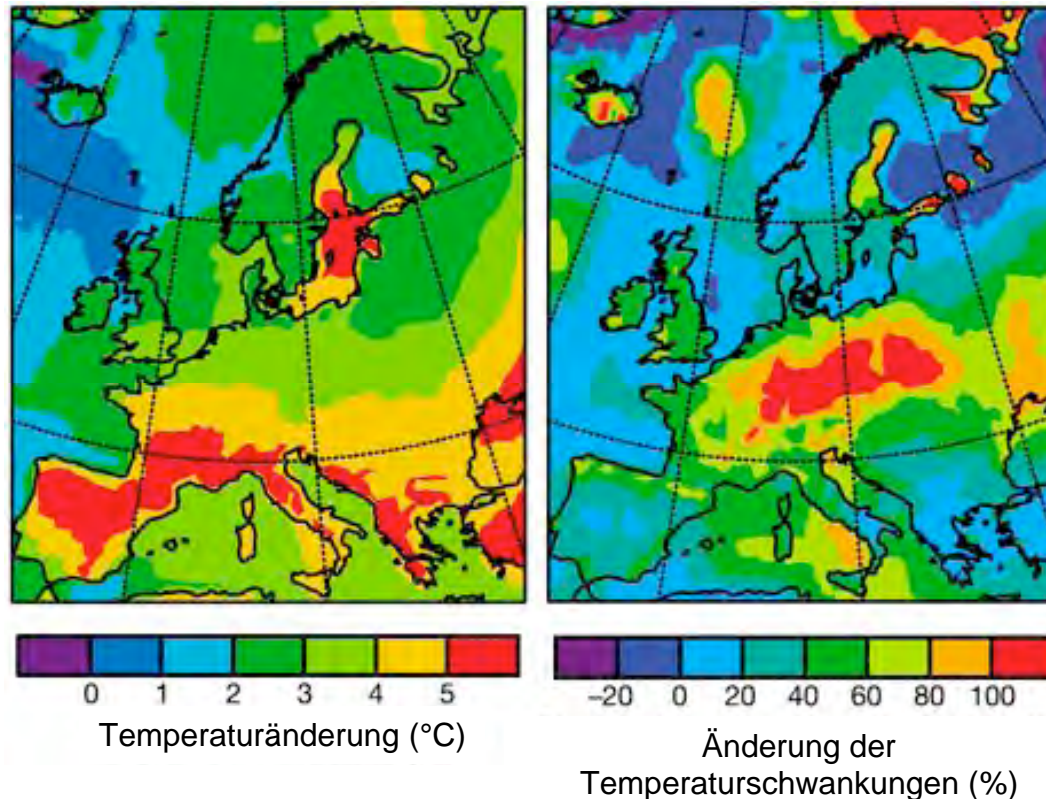 0 1 2 3 4 5
Temperaturänderung (°C)
−20 0 20 40 60 80 100
Änderung der
Temperaturschwankungen (%)